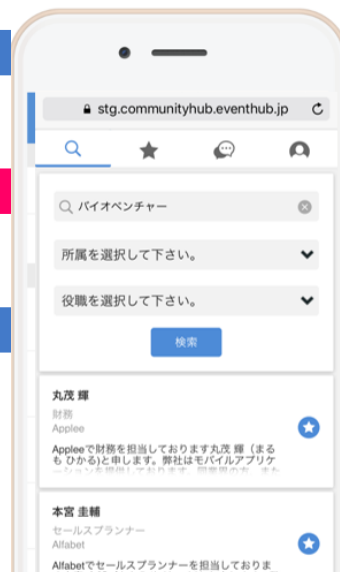 stg.communityhub.eventhub.jp
バイオベンチャー
所属を選択して下さい。
役職を選択して下さい。
検索
丸茂 輝
財務
Applee
Appleeで財務を担当しております丸茂 輝（まる
も ひかる)と申します。弊社はモバイルアプリケ
本宮 圭輔
セールスプランナー
Alfabet
Alfabetでセールスプランナーを担当しておりま